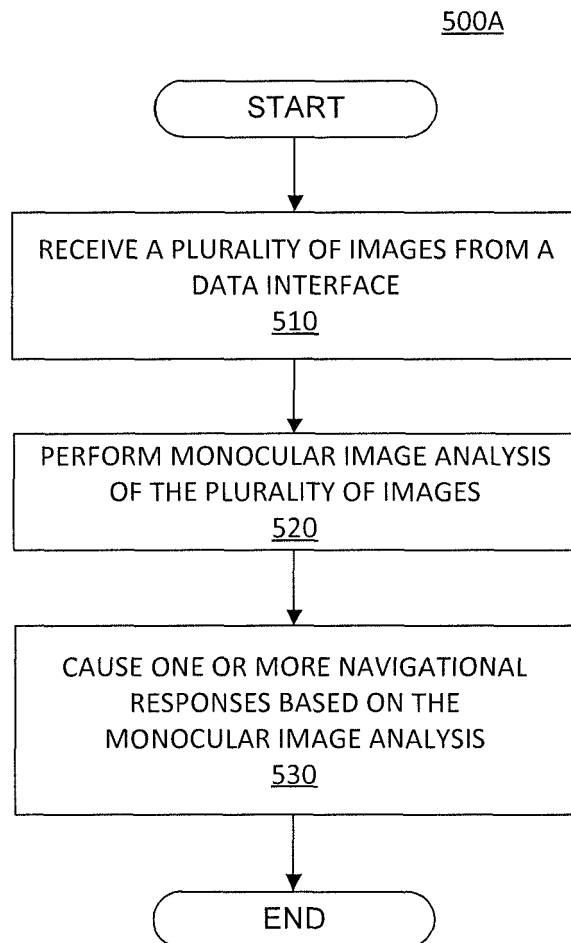 500A
START
RECEIVE A PLURALITY OF IMAGES FROM A
DATA INTERFACE
510
PERFORM MONOCULAR IMAGE ANALYSIS
OF THE PLURALITY OF IMAGES
520
CAUSE ONE OR MORE NAVIGATIONAL
RESPONSES BASED ON THE
MONOCULAR IMAGE ANALYSIS
530
END